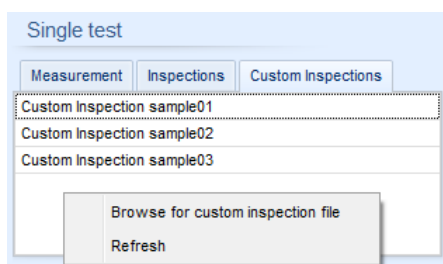 Single test
Measurement Inspections Custom Inspections
Custom Inspection sample01
Custom Inspection sample02
Custom Inspection sample03
Browse for custom inspection file
Refresh